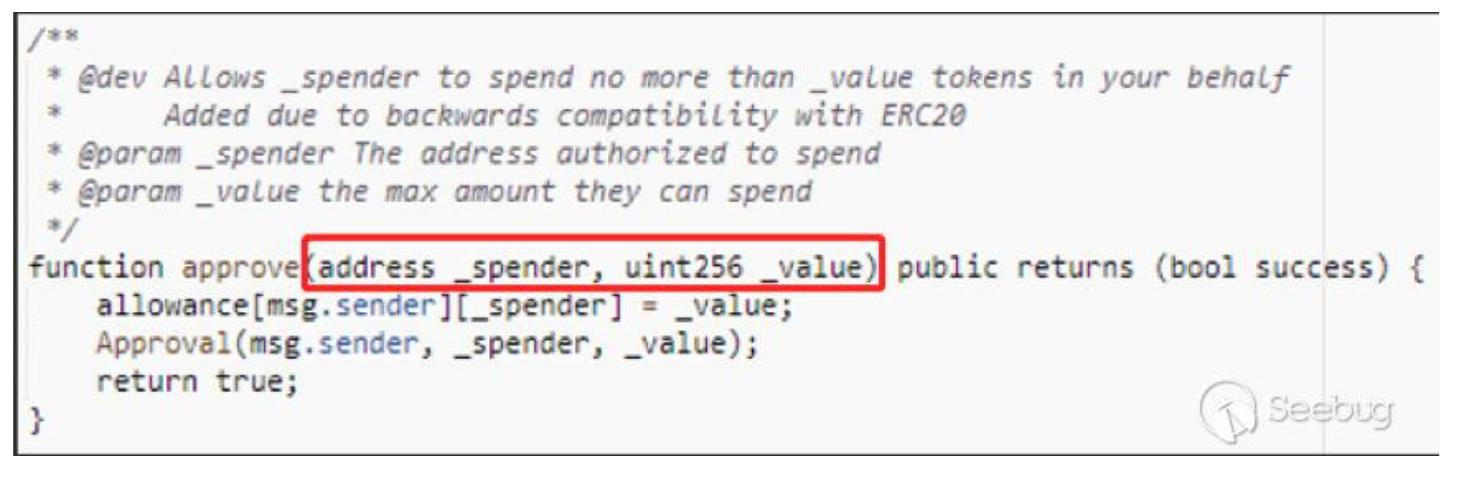 /**
 * @dev Allows _spender to spend no more than _value tokens in your behalf
 *      Added due to backwards compatibility with ERC20
 * @param _spender The address authorized to spend
 * @param _value the max amount they can spend
 */
function approve(address _spender, uint256 _value) public returns (bool success) {
    allowance[msg.sender][_spender] = _value;
    Approval(msg.sender, _spender, _value);
    return true;
}
Seebug